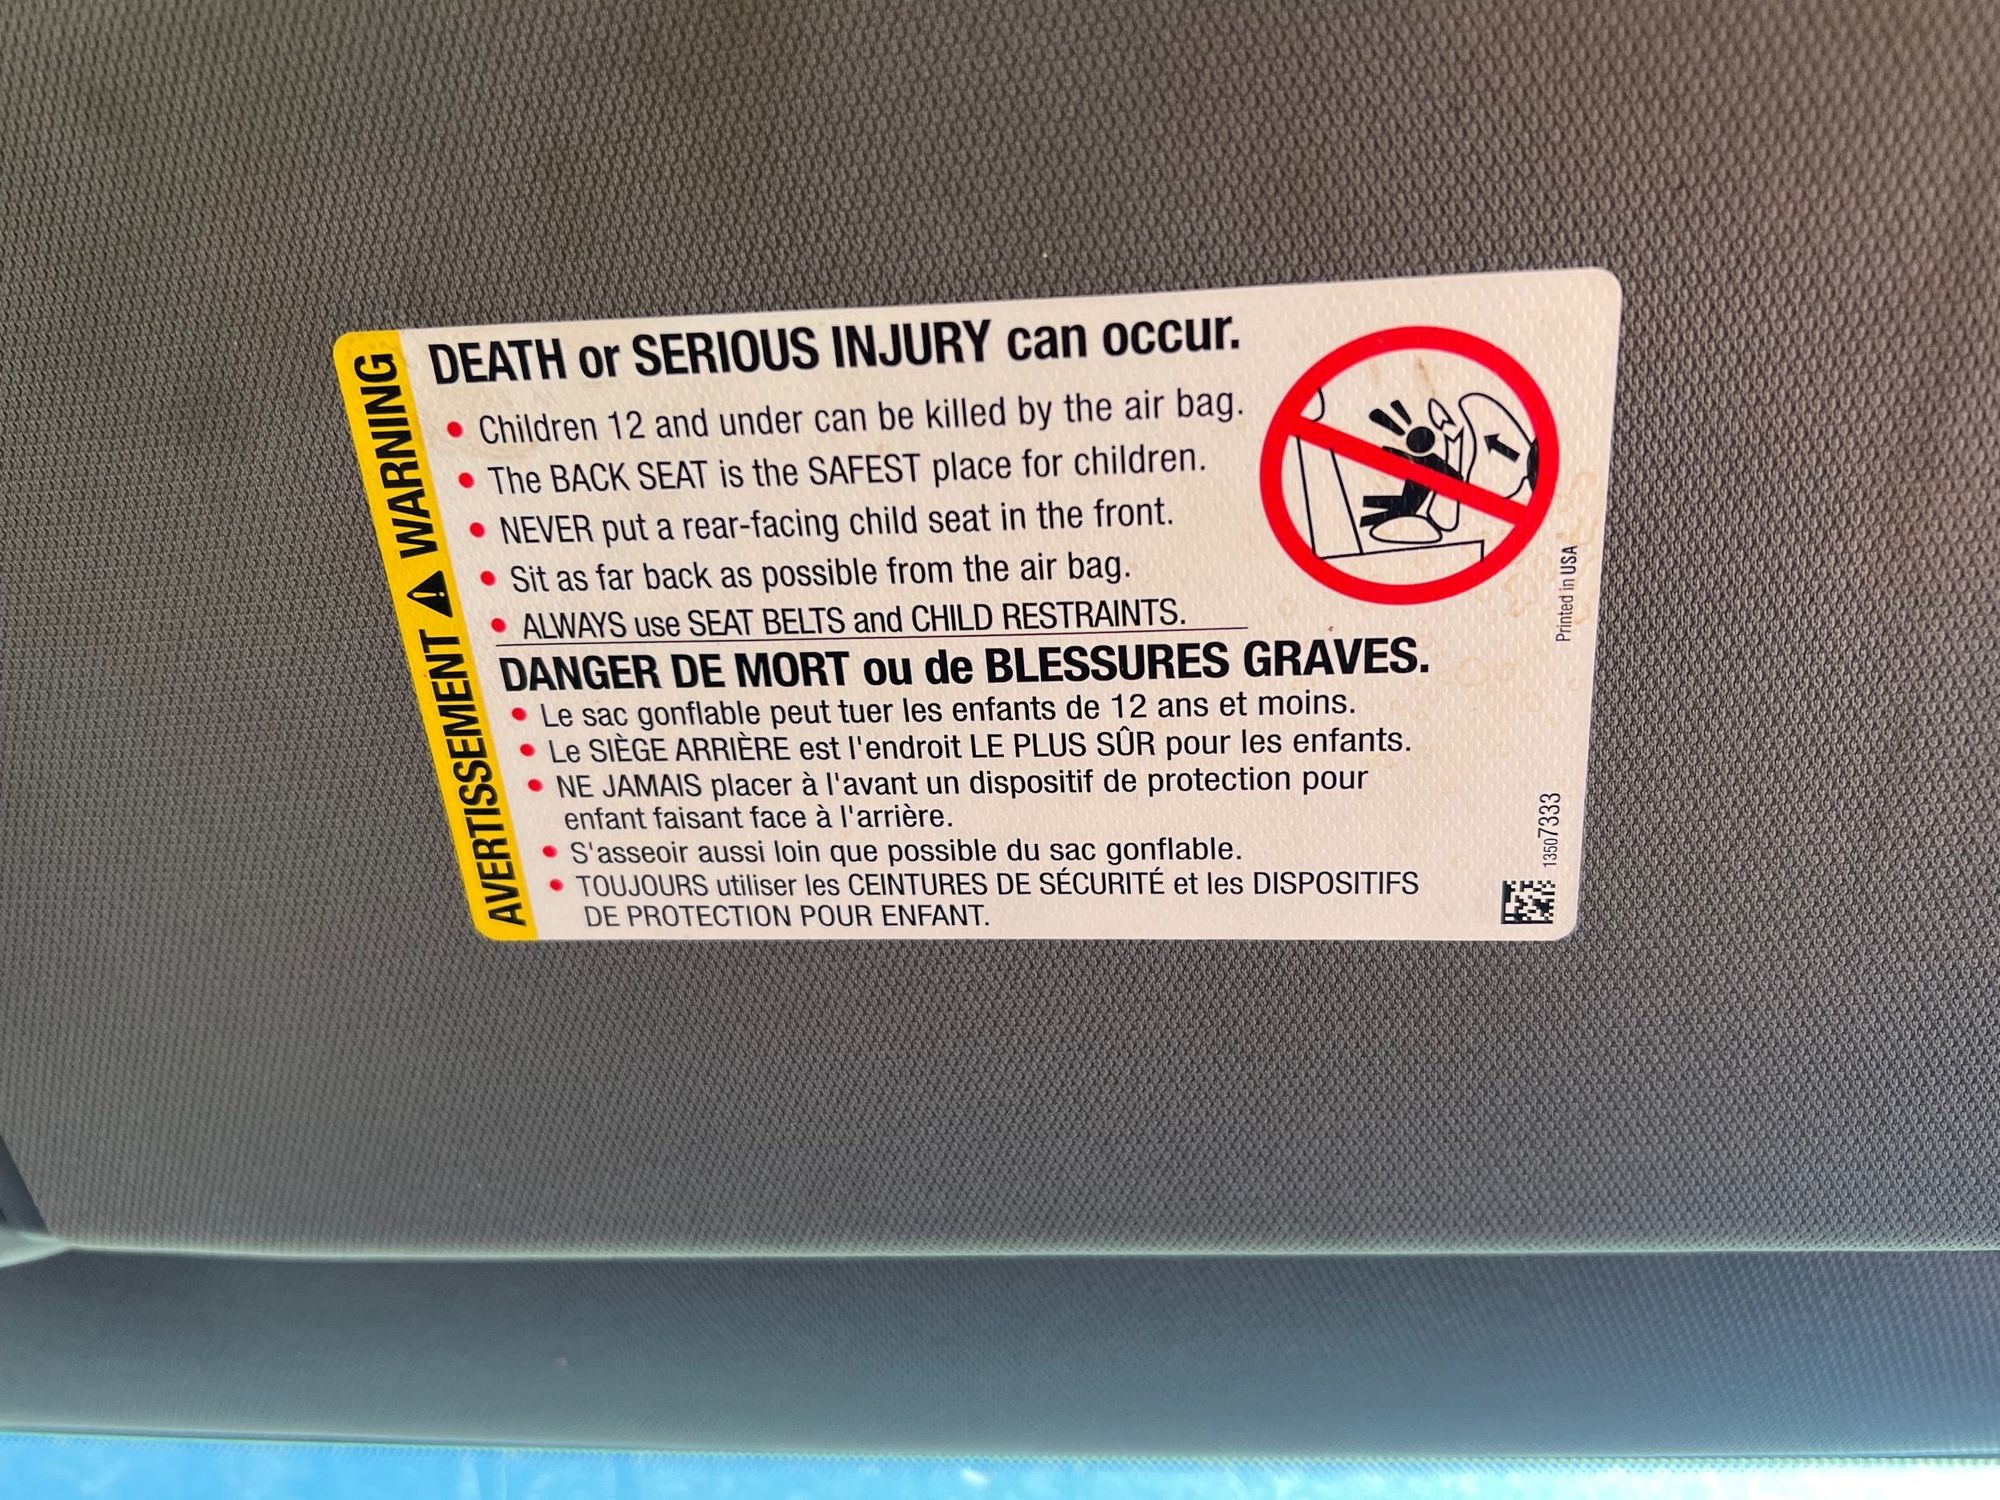 WARNING
AVERTISSEMENT
DEATH or SERIOUS INJURY can occur.
• Children 12 and under can be killed by the air bag.
• The BACK SEAT is the SAFEST place for children.
• NEVER put a rear-facing child seat in the front.
• Sit as far back as possible from the air bag.
• ALWAYS use SEAT BELTS and CHILD RESTRAINTS.
DANGER DE MORT ou de BLESSURES GRAVES.
• Le sac gonflable peut tuer les enfants de 12 ans et moins.
• Le SIÈGE ARRIÈRE est l'endroit LE PLUS SÛR pour les enfants.
• NE JAMAIS placer à l'avant un dispositif de protection pour
enfant faisant face à l'arrière.
• S'asseoir aussi loin que possible du sac gonflable.
• TOUJOURS utiliser les CEINTURES DE SÉCURITÉ et les DISPOSITIFS
DE PROTECTION POUR ENFANT.
Printed in USA
13507333